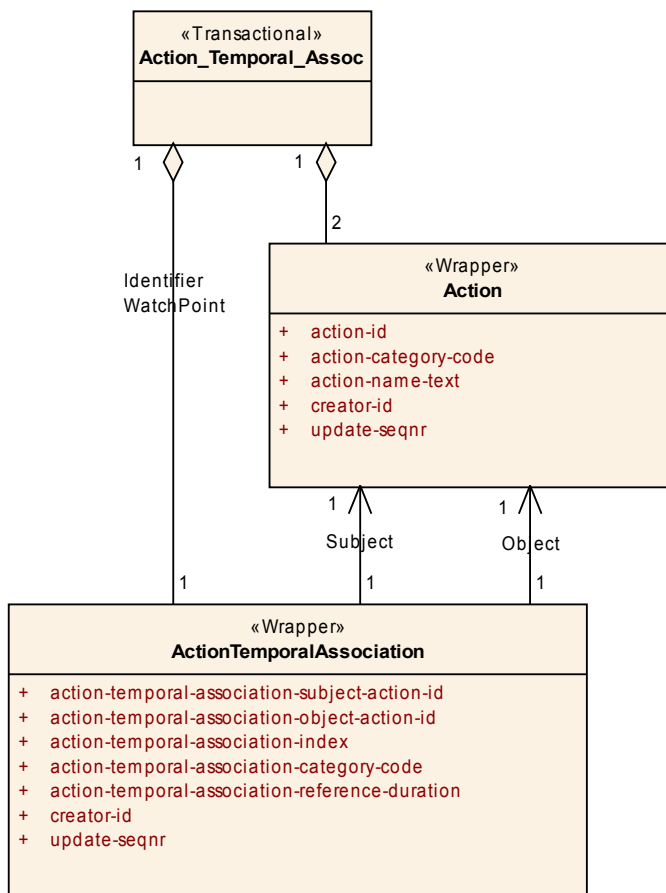 «Transactional»
Action_Temporal_Assoc
1
1
2
Identifier
WatchPoint
«Wrapper»
Action
+ action-id
+ action-category-code
+ action-name-text
+ creator-id
+ update-seqnr
1
1
Subject
Object
1
1
1
«Wrapper»
ActionTemporalAssociation
+ action-temporal-association-subject-action-id
+ action-temporal-association-object-action-id
+ action-temporal-association-index
+ action-temporal-association-category-code
+ action-temporal-association-reference-duration
+ creator-id
+ update-seqnr